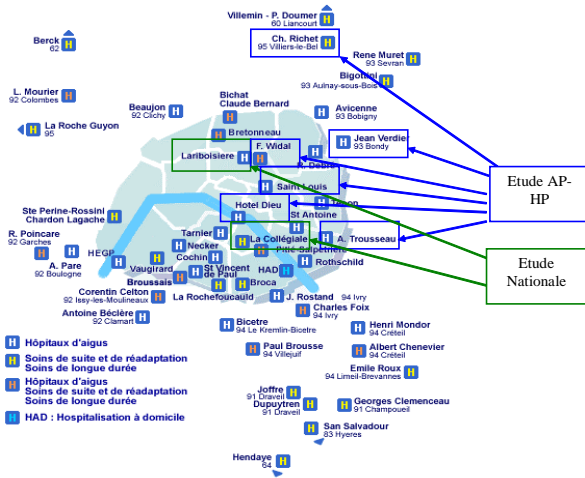 Villemin - P. Doumer
60 Liancourt
Ch. Richet
95 Villiers-le-Bel
Berck
62
Rene Muret
93 Sevran
Bigottini
93 Aulnay-sous-Bois
L. Mourier
92 Colombes
Beaujon
92 Clichy
Bichat
Claude Bernard
Avicenne
93 Bobigny
La Roche Guyon
95
Bretonneau
Jean Verdier
93 Bondy
Lariboisiere
F. Widal
R. Debré
Etude AP-
HP
Saint Louis
Hotel Dieu
Tenon
St Antoine
Ste Perine-Rossini
Chardon Lagache
R. Poincare
92 Garches
Tarnier
La Collégiale
A. Trousseau
Necker
Pitié-Salpetriere
HEGP
Cochin
Rothschild
Etude
Nationale
A. Pare
92 Boulogne
Vaugirard
St Vincent
de Paul
HAD
Broussais
Broca
Corentin Celton
92 Issy-les-Moulineaux
La Rochefoucauld
J. Rostand
94 Ivry
Charles Foix
94 Ivry
Antoine Béclère
92 Clamart
Bicetre
94 Le Kremlin-Bicetre
Henri Mondor
94 Créteil
Hôpitaux d'aigus
Paul Brousse
94 Villejuif
Albert Chenevier
94 Créteil
Soins de suite et de réadaptation
Soins de longue durée
Emile Roux
94 Limeil-Brevannes
Hôpitaux d'aigus
Soins de suite et de réadaptation
Soins de longue durée
Joffre
91 Draveil
Dupuytren
91 Draveil
Georges Clemenceau
91 Champcueil
HAD : Hospitalisation à domicile
San Salvadour
83 Hyeres
Hendaye
64